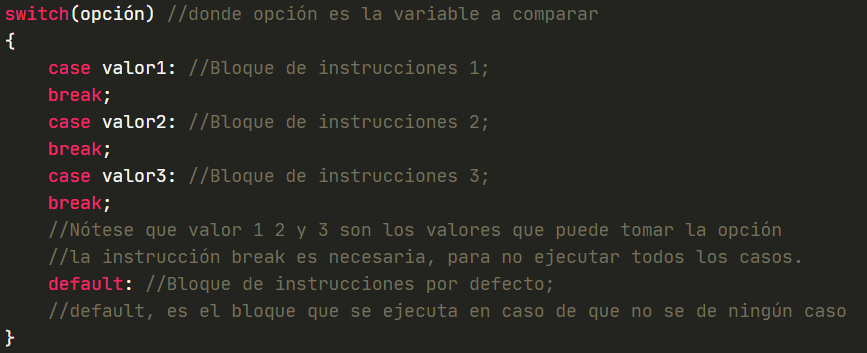 switch(opción) //donde opción es la variable a comparar
{
    case valor1: //Bloque de instrucciones 1;
    break;
    case valor2: //Bloque de instrucciones 2;
    break;
    case valor3: //Bloque de instrucciones 3;
    break;
    //Nótese que valor 1 2 y 3 son los valores que puede tomar la opción
    //la instrucción break es necesaria, para no ejecutar todos los casos.
    default: //Bloque de instrucciones por defecto;
    //default, es el bloque que se ejecuta en caso de que no se de ningún caso
}